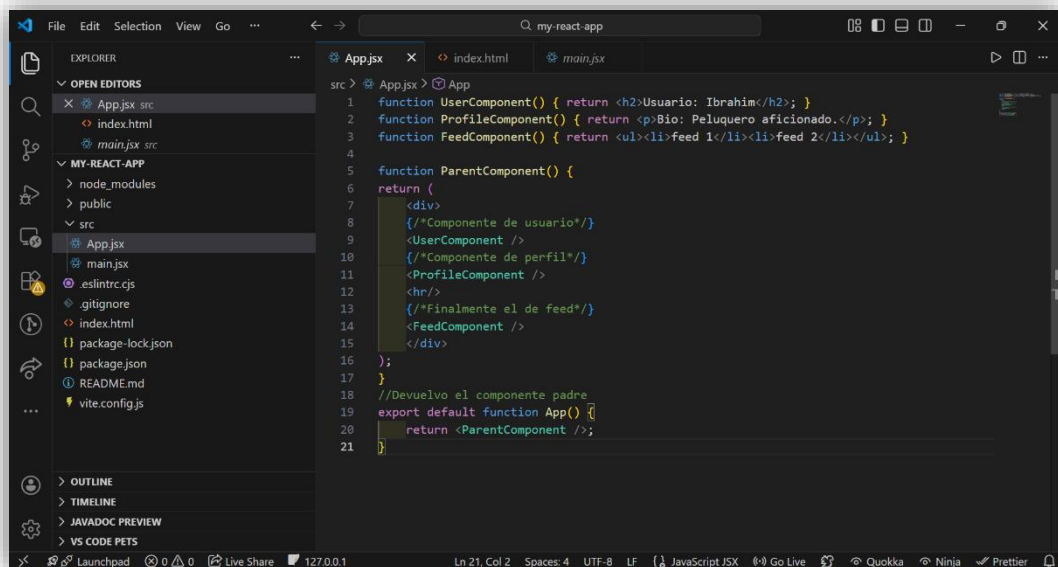 File Edit Selection View Go ··· my-react-app
EXPLORER ···
OPEN EDITORS
App.jsx src
index.html
main.jsx src
MY-REACT-APP
node_modules
public
src
App.jsx
main.jsx
.eslintrc.cjs
.gitignore
index.html
package-lock.json
package.json
README.md
vite.config.js
OUTLINE
TIMELINE
JAVADOC PREVIEW
VS CODE PETS
App.jsx index.html main.jsx
src > App.jsx > App
1 function UserComponent() { return <h2>Usuario: Ibrahim</h2>; }
2 function ProfileComponent() { return <p>Bio: Peluquero aficionado.</p>; }
3 function FeedComponent() { return <ul><li>feed 1</li><li>feed 2</li></ul>; }
4
5 function ParentComponent() {
6 return (
7 <div>
8 {/*Componente de usuario*/}
9 <UserComponent />
10 {/*Componente de perfil*/}
11 <ProfileComponent />
12 <hr/>
13 {/*Finalmente el de feed*/}
14 <FeedComponent />
15 </div>
16 );
17 }
18 //Devuelvo el componente padre
19 export default function App() {
20 return <ParentComponent />;
21 }
Launchpad 0 0 Live Share 127.0.0.1 Ln 21, Col 2 Spaces: 4 UTF-8 LF JavaScript JSX Go Live Quokka Ninja Prettier